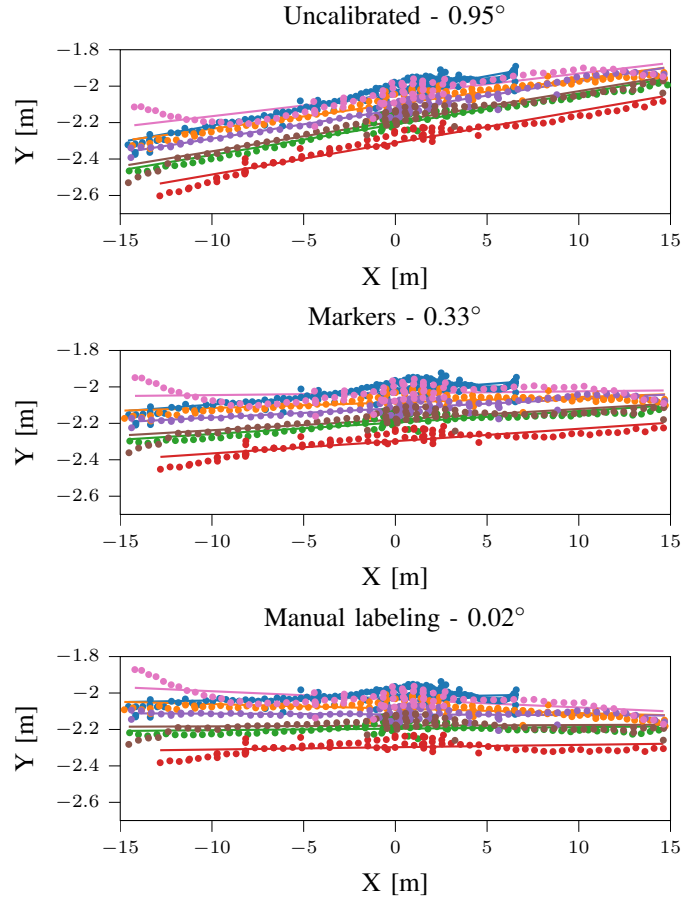 Uncalibrated - 0.95°
−1.8
−2
−2.2
−2.4
−2.6
Y [m]
−15 −10 −5 0 5 10 15
X [m]
Markers - 0.33°
−1.8
−2
−2.2
−2.4
−2.6
Y [m]
−15 −10 −5 0 5 10 15
X [m]
Manual labeling - 0.02°
−1.8
−2
−2.2
−2.4
−2.6
Y [m]
−15 −10 −5 0 5 10 15
X [m]